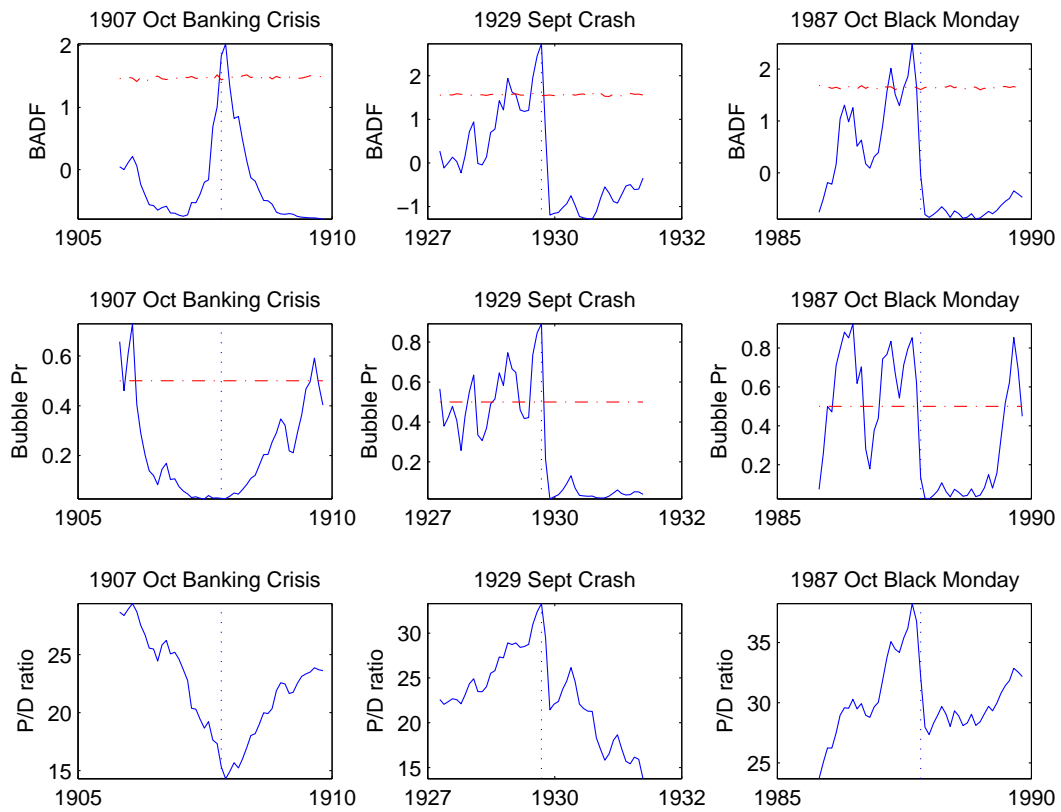 1907 Oct Banking Crisis
BADF
2
1
0
1905
1910
1929 Sept Crash
BADF
2
1
0
−1
1927
1930
1932
1987 Oct Black Monday
BADF
2
1
0
1985
1990
1907 Oct Banking Crisis
Bubble Pr
0.6
0.4
0.2
1905
1910
1929 Sept Crash
Bubble Pr
0.8
0.6
0.4
0.2
1927
1930
1932
1987 Oct Black Monday
Bubble Pr
0.8
0.6
0.4
0.2
1985
1990
1907 Oct Banking Crisis
P/D ratio
25
20
15
1905
1910
1929 Sept Crash
P/D ratio
30
25
20
15
1927
1930
1932
1987 Oct Black Monday
P/D ratio
35
30
25
1985
1990